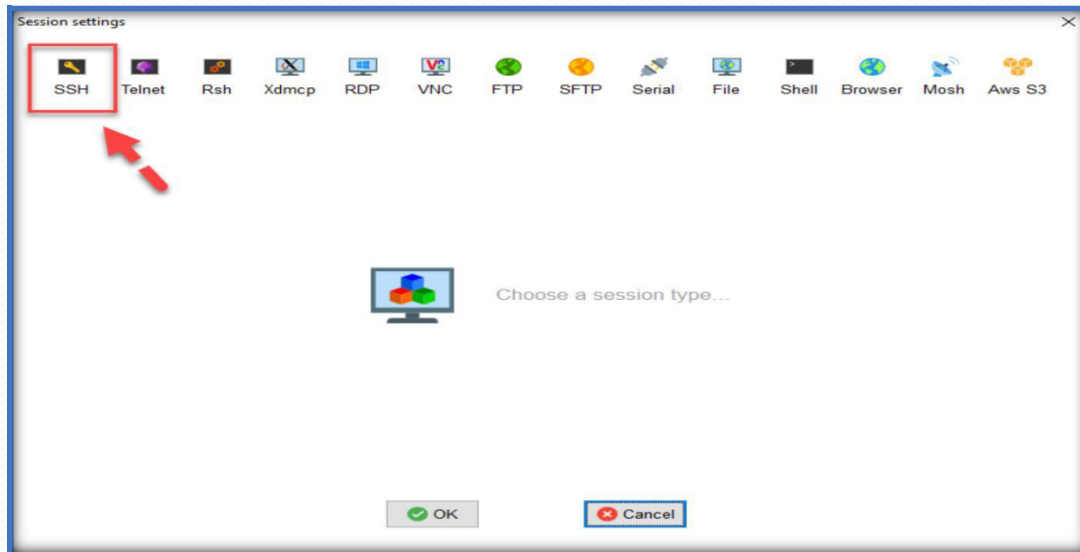 Session settings
SSH Telnet Rsh Xdmcp RDP VNC FTP SFTP Serial File Shell Browser Mosh Aws S3
Choose a session type...
OK Cancel